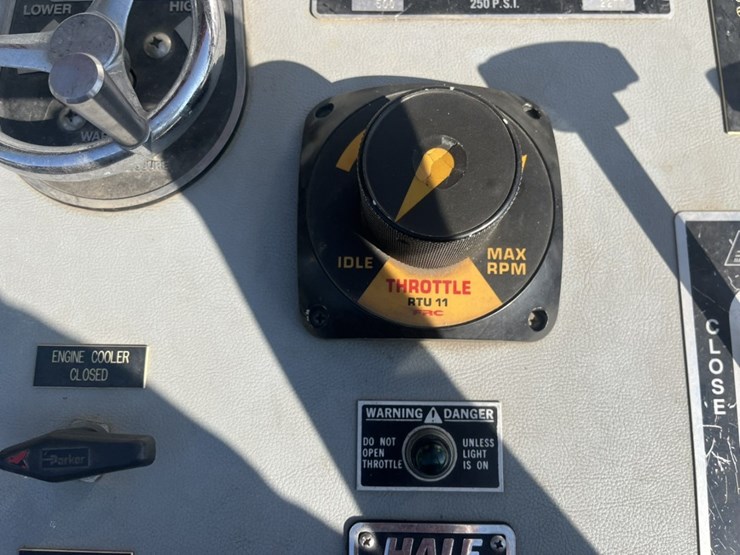 LOWER
250 P.S.I.
IDLE
MAX
RPM
THROTTLE
RTU 11
FRC
ENGINE COOLER
CLOSED
Parker
WARNING DANGER
DO NOT
OPEN
THROTTLE
UNLESS
LIGHT
IS ON
CLOSE
HALE